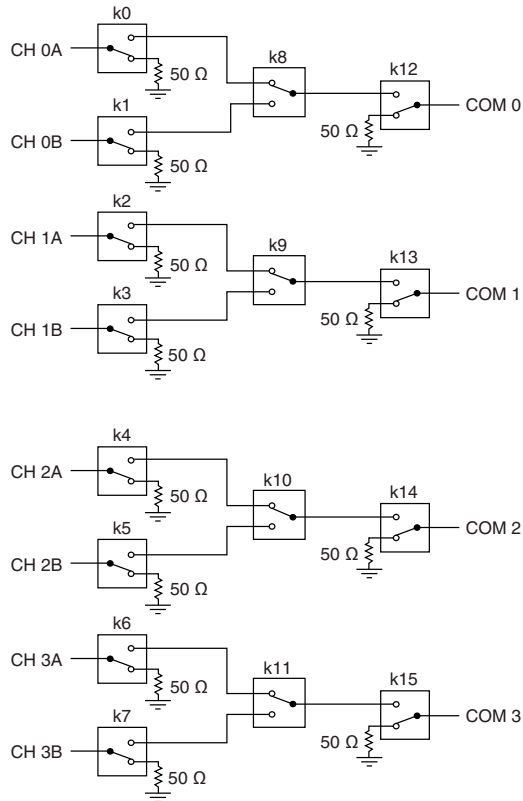 k0
CH 0A
50 Ω
k8
k12
COM 0
50 Ω
k1
CH 0B
50 Ω
k2
CH 1A
50 Ω
k9
k13
COM 1
50 Ω
k3
CH 1B
50 Ω
k4
CH 2A
50 Ω
k10
k14
COM 2
50 Ω
k5
CH 2B
50 Ω
k6
CH 3A
50 Ω
k11
k15
COM 3
50 Ω
k7
CH 3B
50 Ω